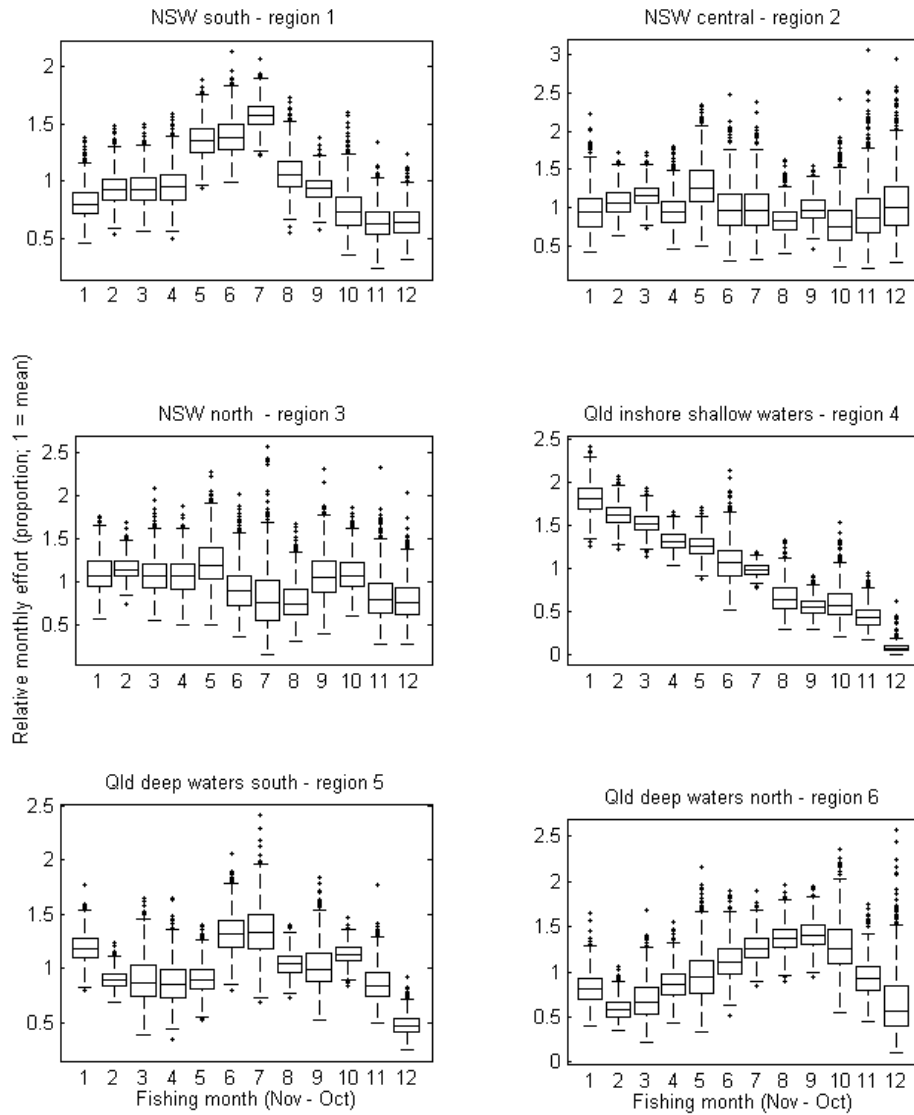 NSW south - region 1
2
1.5
1
0.5
1 2 3 4 5 6 7 8 9 10 11 12
NSW central - region 2
3
2.5
2
1.5
1
0.5
1 2 3 4 5 6 7 8 9 10 11 12
Relative monthly effort (proportion; 1 = mean)
NSW north - region 3
2.5
2
1.5
1
0.5
1 2 3 4 5 6 7 8 9 10 11 12
Qld inshore shallow waters - region 4
2.5
2
1.5
1
0.5
0
1 2 3 4 5 6 7 8 9 10 11 12
Qld deep waters south - region 5
2.5
2
1.5
1
0.5
1 2 3 4 5 6 7 8 9 10 11 12
Fishing month (Nov - Oct)
Qld deep waters north - region 6
2.5
2
1.5
1
0.5
0
1 2 3 4 5 6 7 8 9 10 11 12
Fishing month (Nov - Oct)